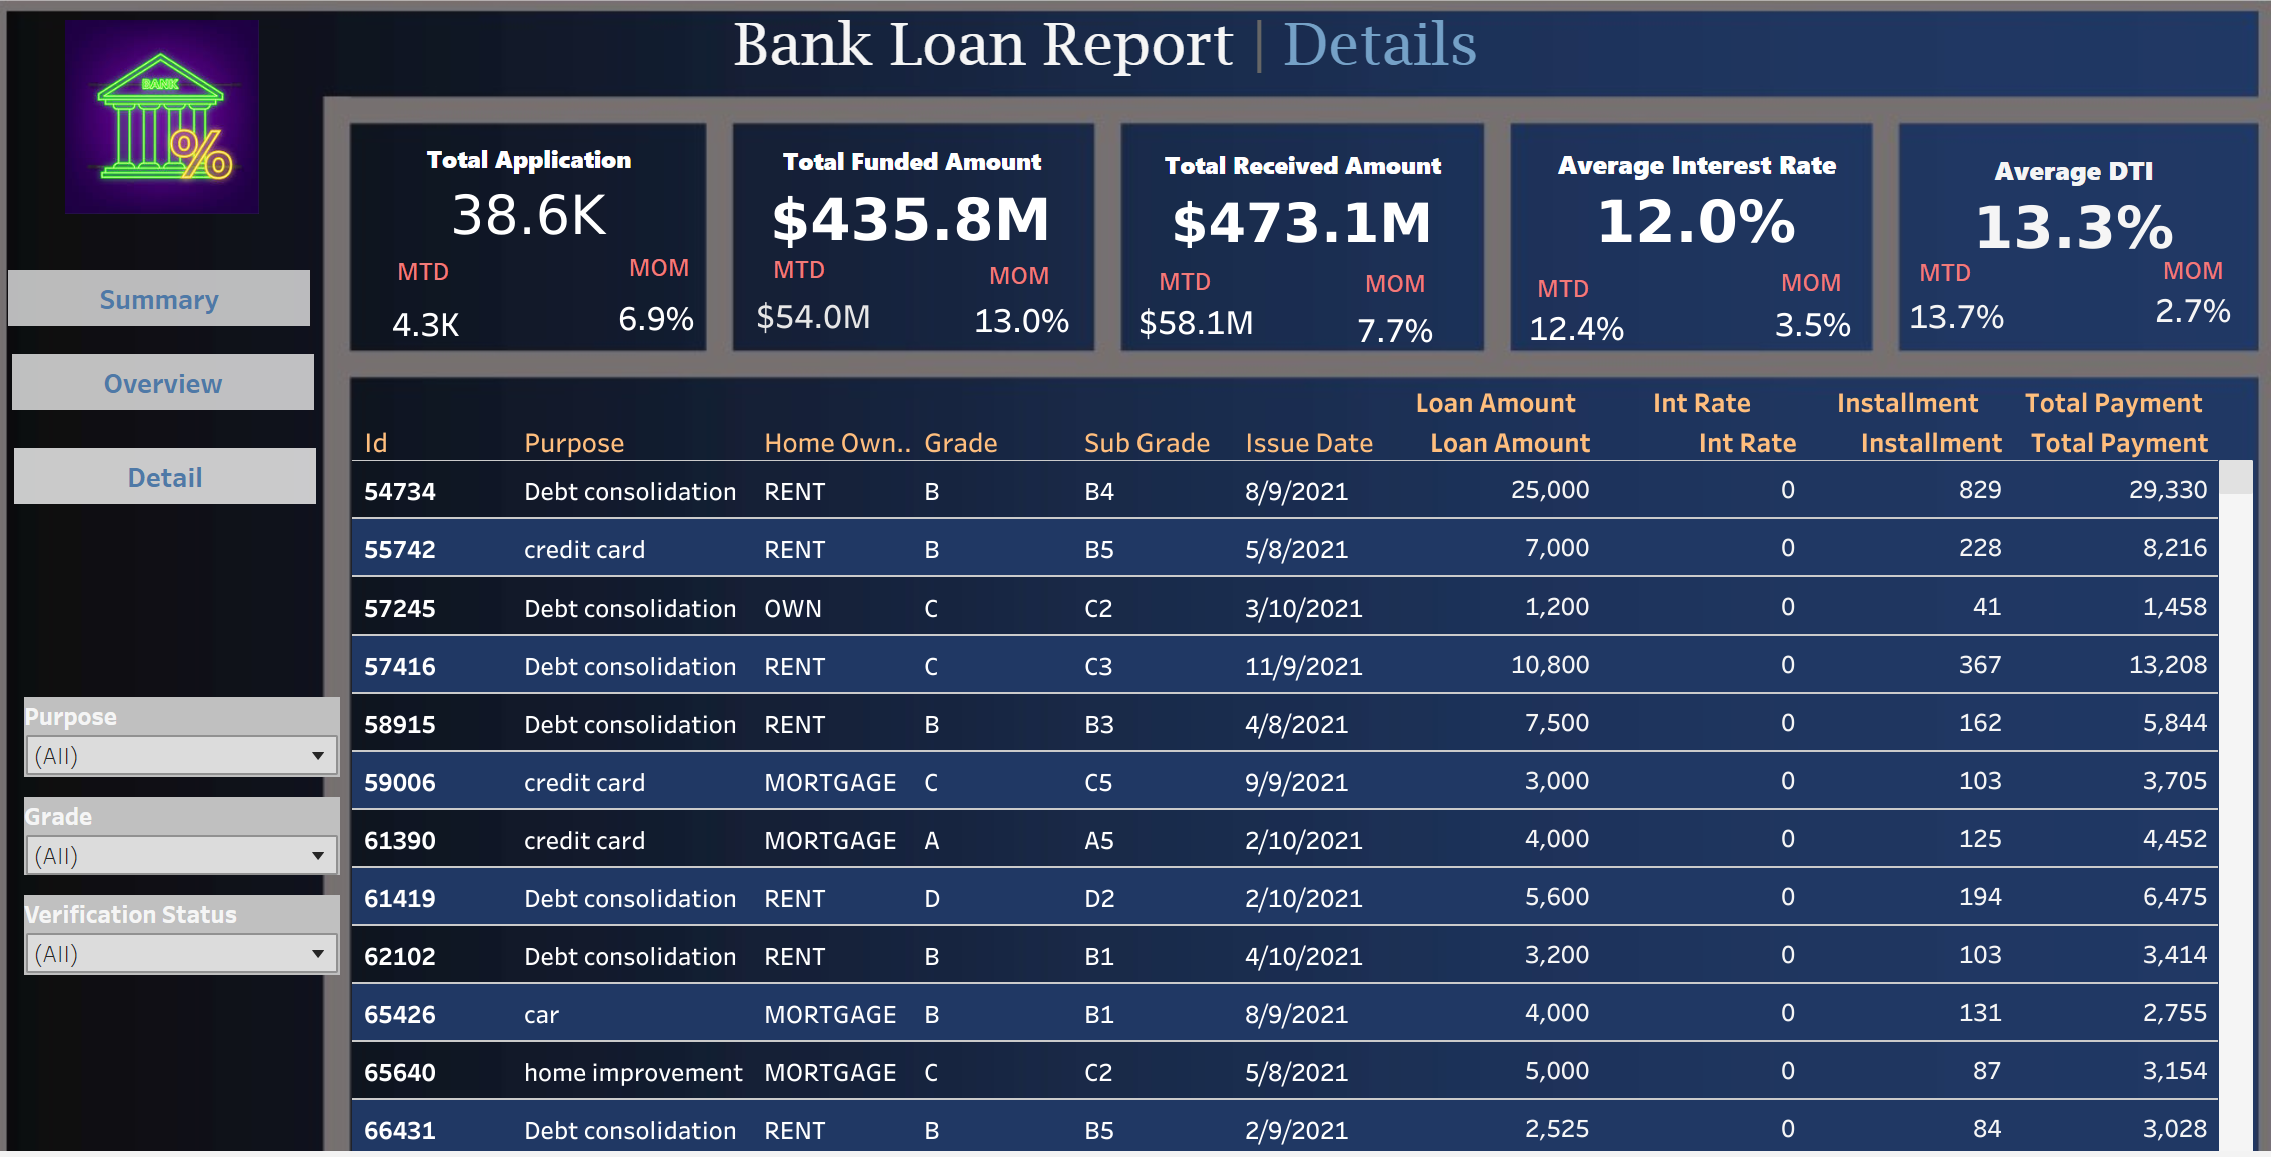 Bank Loan Report | Details
BANK
%
Summary
Overview
Detail
Purpose
(All)
Grade
(All)
Verification Status
(All)
Total Application
38.6K
MTD MOM
4.3K 6.9%
Total Funded Amount
$435.8M
MTD MOM
$54.0M 13.0%
Total Received Amount
$473.1M
MTD MOM
$58.1M 7.7%
Average Interest Rate
12.0%
MTD MOM
12.4% 3.5%
Average DTI
13.3%
MTD MOM
13.7% 2.7%
Loan Amount Int Rate Installment Total Payment
Id Purpose Home Own.. Grade Sub Grade Issue Date Loan Amount Int Rate Installment Total Payment
54734 Debt consolidation RENT B B4 8/9/2021 25,000 0 829 29,330
55742 credit card RENT B B5 5/8/2021 7,000 0 228 8,216
57245 Debt consolidation OWN C C2 3/10/2021 1,200 0 41 1,458
57416 Debt consolidation RENT C C3 11/9/2021 10,800 0 367 13,208
58915 Debt consolidation RENT B B3 4/8/2021 7,500 0 162 5,844
59006 credit card MORTGAGE C C5 9/9/2021 3,000 0 103 3,705
61390 credit card MORTGAGE A A5 2/10/2021 4,000 0 125 4,452
61419 Debt consolidation RENT D D2 2/10/2021 5,600 0 194 6,475
62102 Debt consolidation RENT B B1 4/10/2021 3,200 0 103 3,414
65426 car MORTGAGE B B1 8/9/2021 4,000 0 131 2,755
65640 home improvement MORTGAGE C C2 5/8/2021 5,000 0 87 3,154
66431 Debt consolidation RENT B B5 2/9/2021 2,525 0 84 3,028